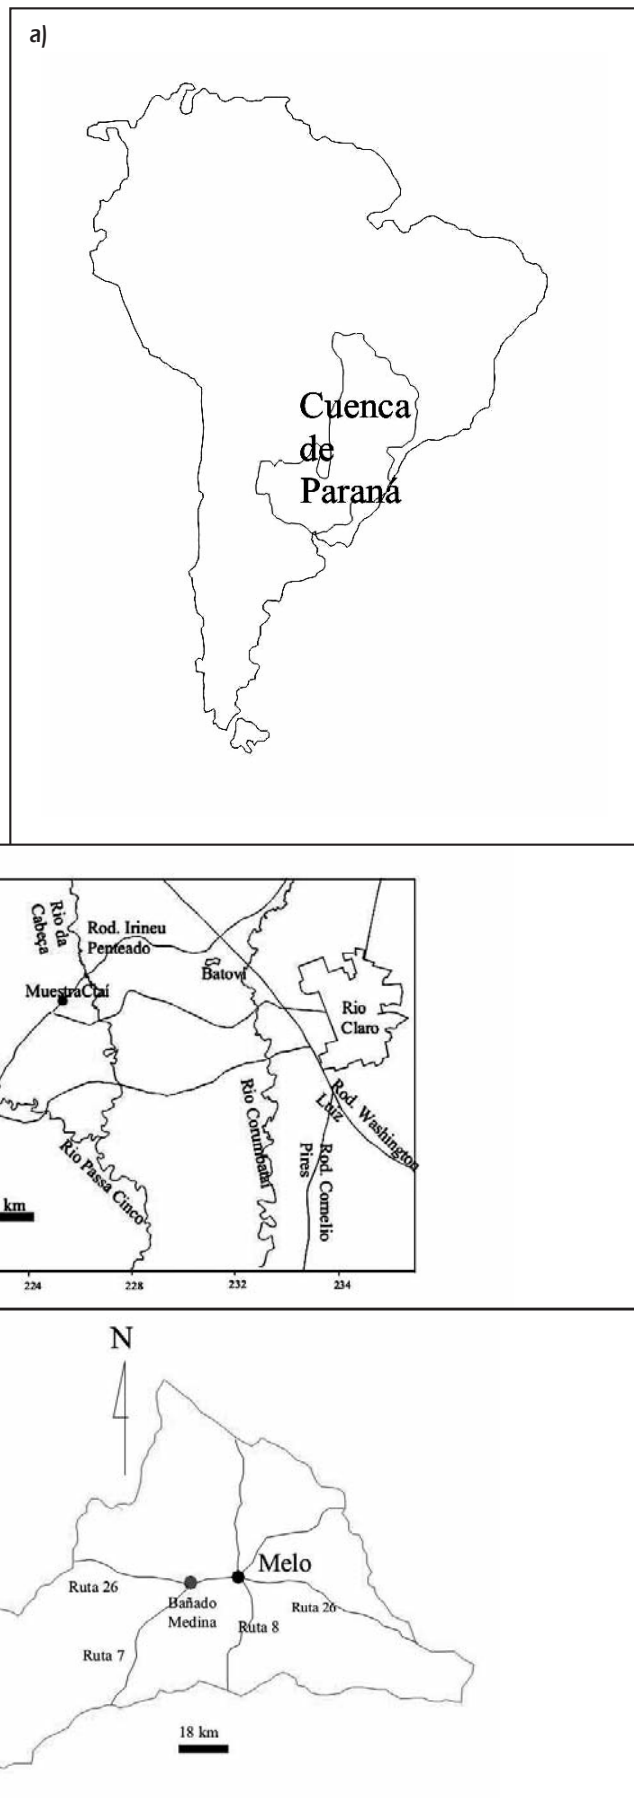 a)
Cuenca
de
Paraná
Rio da
Cabeça
Rod. Irineu
Penteado
Batovi
MuestraCtaí
Rio
Claro
Rod. Washington
Luiz
Rio Corumbataí
Rod. Cornelio
Pires
Rio Passa Cinco
km
224
228
232
234
N
Melo
Ruta 26
Bañado
Medina
Ruta 26
Ruta 8
Ruta 7
18 km